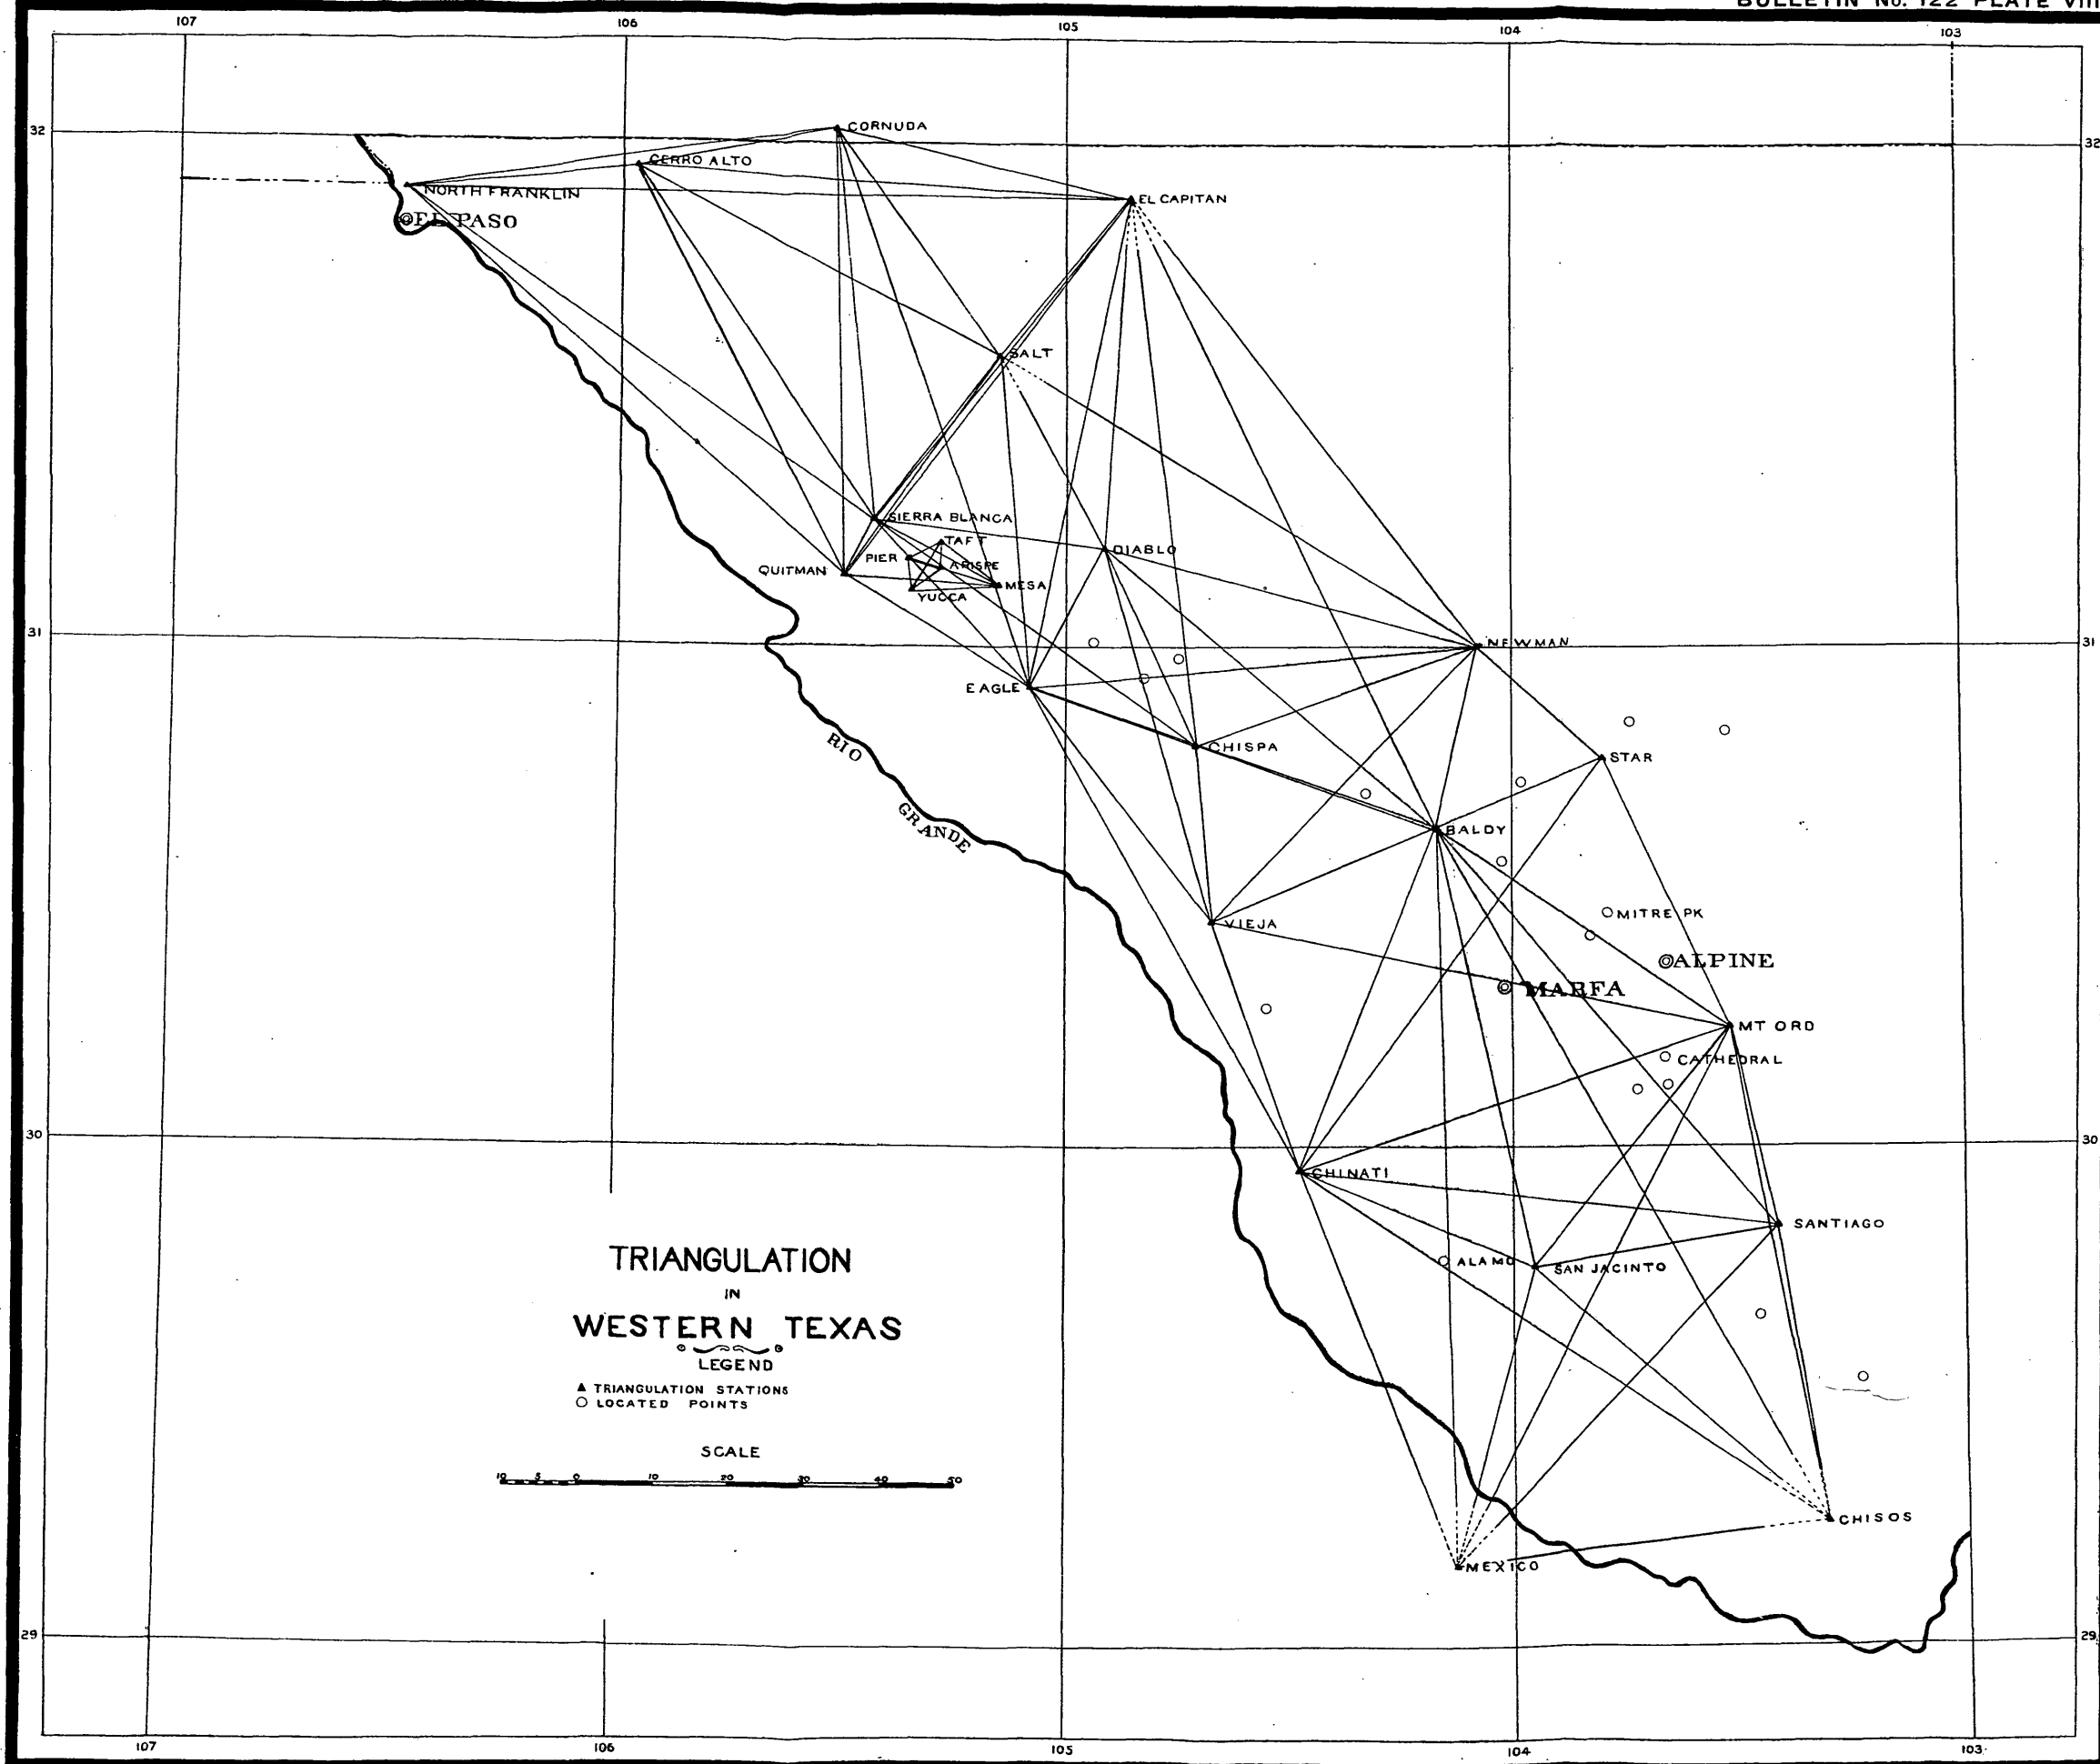 BULLETIN No. 122 PLATE VIII
107 106 105 104 103
32 CORNUDA 32
CERRO ALTO
NORTH FRANKLIN
EL CAPITAN
EL PASO
SALT
SIERRA BLANCA
TAFT
PIER
DIABLO
ARISPE
QUITMAN
MESA
YUCCA
31 NEWMAN 31
EAGLE
CHISPA
RIO GRANDE
STAR
BALDY
MITRE PK
VIEJA
ALPINE
MARFA
MT ORD
CATHEDRAL
30 30
CHINATI
SANTIAGO
ALAMO
SAN JACINTO
TRIANGULATION
IN
WESTERN TEXAS
LEGEND
▲ TRIANGULATION STATIONS
○ LOCATED POINTS
SCALE
10 5 0 10 20 30 40 50
CHISOS
MEXICO
29 29
107 106 105 104 103